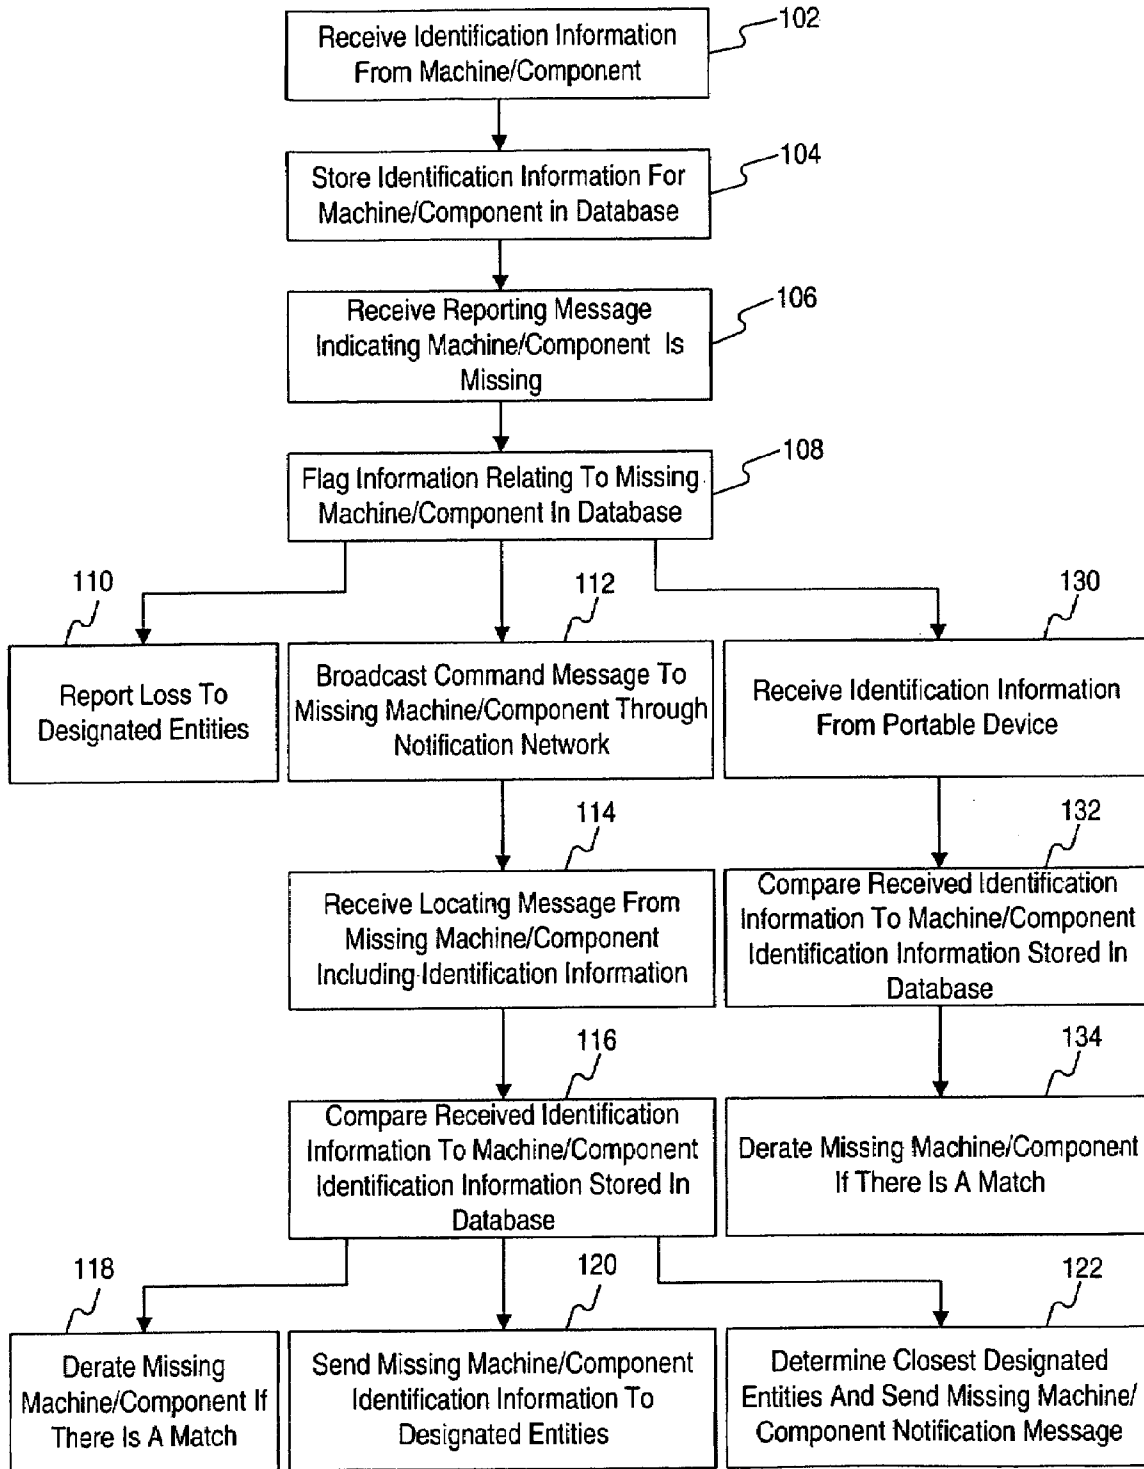 102
Receive Identification Information
From Machine/Component
104
Store Identification Information For
Machine/Component in Database
106
Receive Reporting Message
Indicating Machine/Component Is
Missing
108
Flag Information Relating To Missing
Machine/Component In Database
110
Report Loss To
Designated Entities
112
Broadcast Command Message To
Missing Machine/Component Through
Notification Network
130
Receive Identification Information
From Portable Device
114
Receive Locating Message From
Missing Machine/Component
Including Identification Information
132
Compare Received Identification
Information To Machine/Component
Identification Information Stored In
Database
116
Compare Received Identification
Information To Machine/Component
Identification Information Stored In
Database
134
Derate Missing Machine/Component
If There Is A Match
118
Derate Missing
Machine/Component If
There Is A Match
120
Send Missing Machine/Component
Identification Information To
Designated Entities
122
Determine Closest Designated
Entities And Send Missing Machine/
Component Notification Message